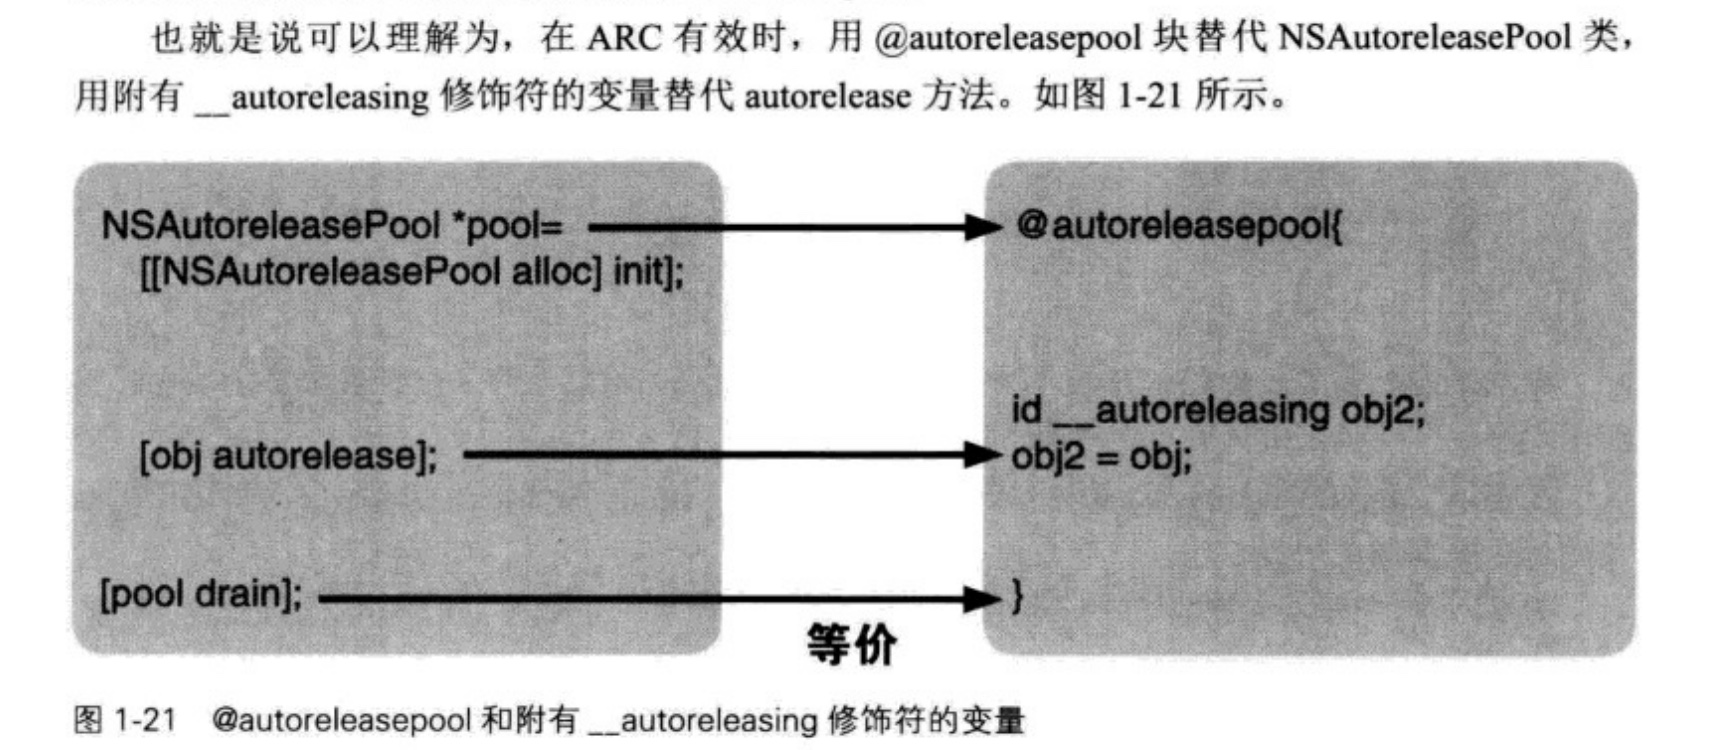 也就是说可以理解为，在 ARC 有效时，用 @autoreleasepool 块替代 NSAutoreleasePool 类，
用附有 __autoreleasing 修饰符的变量替代 autorelease 方法。如图 1-21 所示。
NSAutoreleasePool *pool=
[[NSAutoreleasePool alloc] init];
[obj autorelease];
[pool drain];
@autoreleasepool{
id __autoreleasing obj2;
obj2 = obj;
}
等价
图 1-21 @autoreleasepool 和附有 __autoreleasing 修饰符的变量